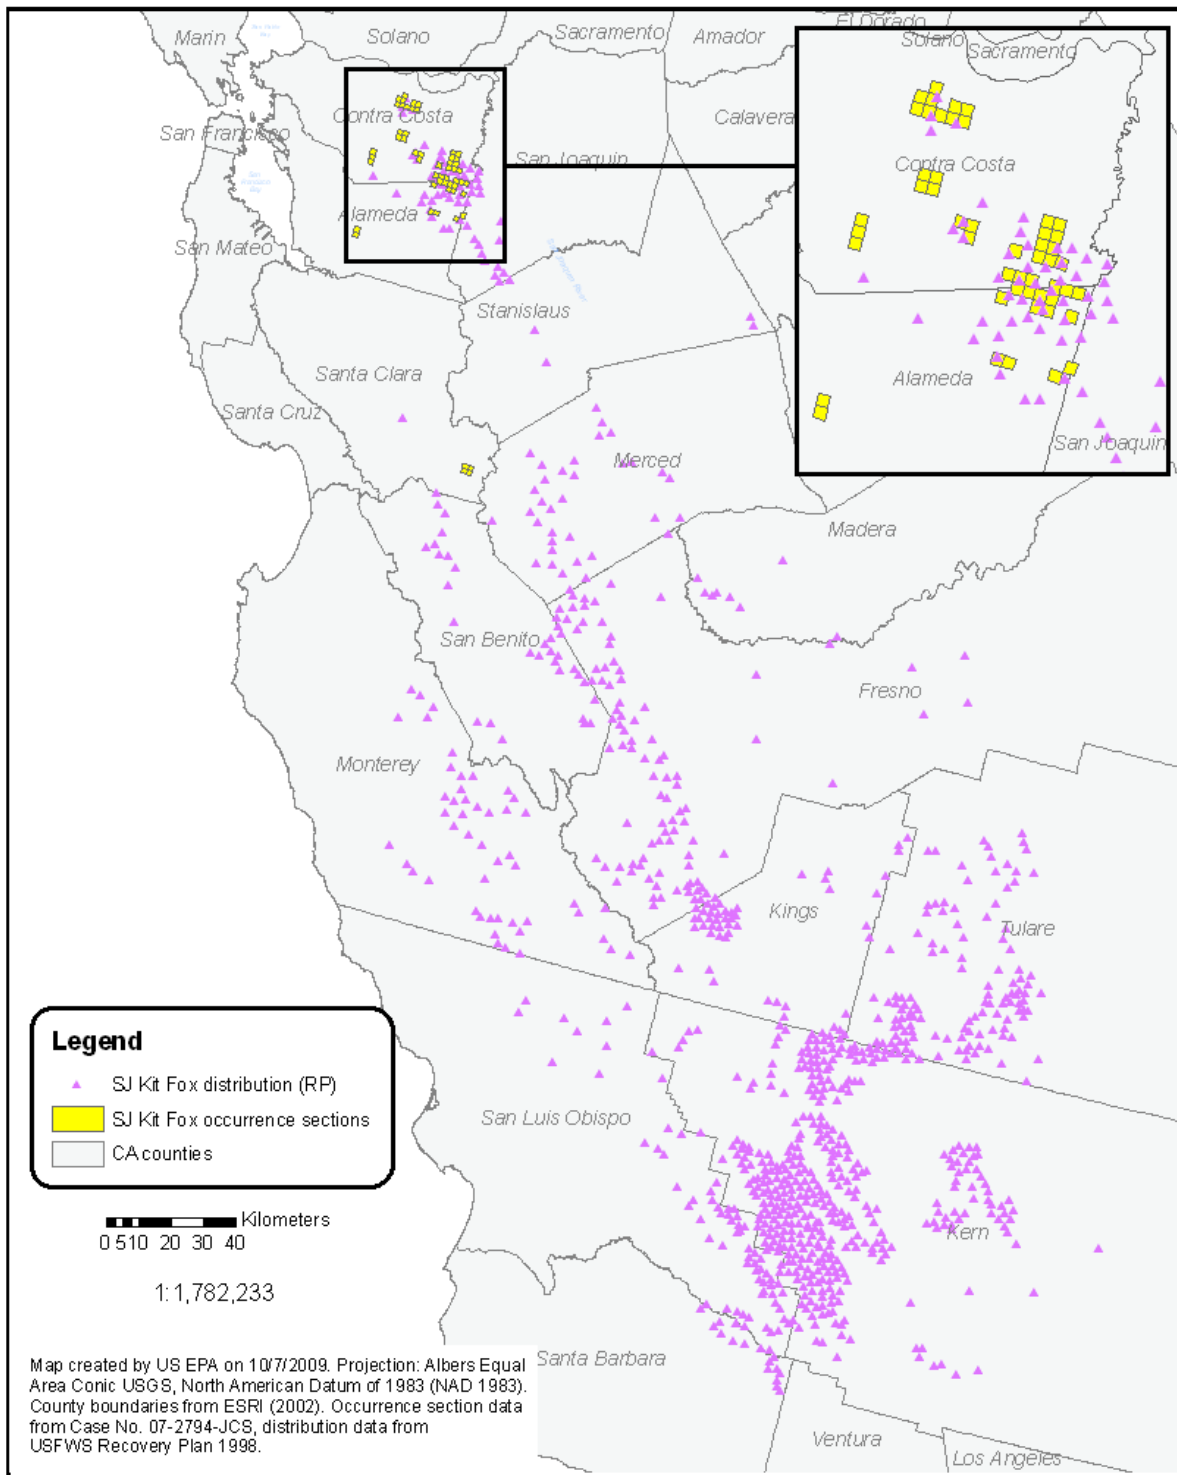 Marin
Solano
Sacramento
Amador
El Dorado
Solano
Sacramento
Contra Costa
Calavera
San Francisco
San Joaquin
Contra Costa
Alameda
San Mateo
Alameda
San Joaquin
Stanislaus
Santa Clara
Santa Cruz
Merced
Madera
San Benito
Fresno
Monterey
Kings
Tulare
San Luis Obispo
Kern
Santa Barbara
Ventura
Los Angeles
Legend
SJ Kit Fox distribution (RP)
SJ Kit Fox occurrence sections
CA counties
Kilometers
0 510 20 30 40
1:1,782,233
Map created by US EPA on 10/7/2009. Projection: Albers Equal
Area Conic USGS, North American Datum of 1983 (NAD 1983).
County boundaries from ESRI (2002). Occurrence section data
from Case No. 07-2794-JCS, distribution data from
USFWS Recovery Plan 1998.